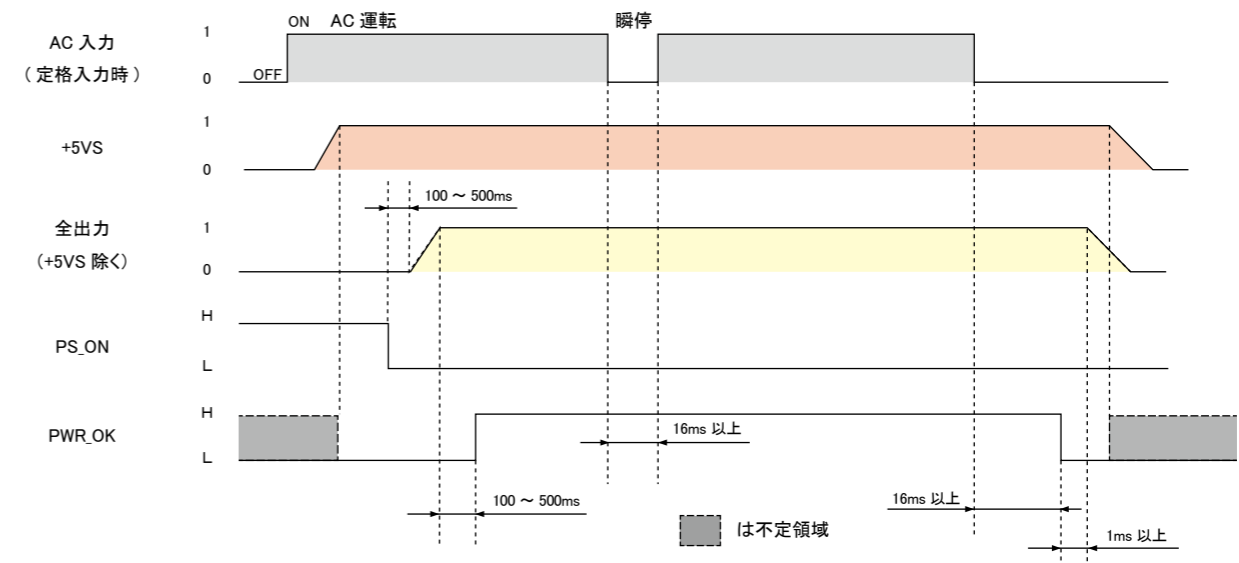 ON AC 運転 瞬停
AC 入力
( 定格入力時 )
1
0
OFF
+5VS
1
0
100 ～ 500ms
全出力
(+5VS 除く)
1
0
PS_ON
H
L
PWR_OK
H
L
16ms 以上
100 ～ 500ms
16ms 以上
は不定領域
1ms 以上